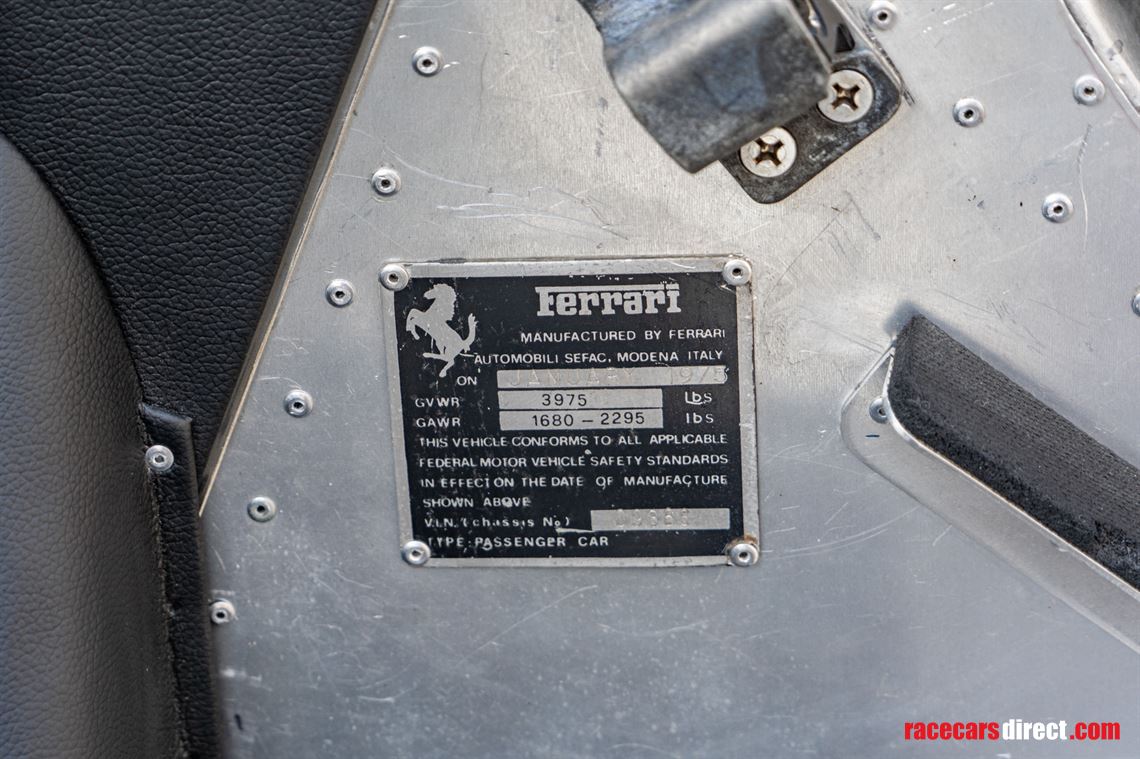 Ferrari
MANUFACTURED BY FERRARI
AUTOMOBILI SEFAC, MODENA ITALY
ON JANUARY 1975
GVWR 3975 Lbs
GAWR 1680 - 2295 lbs
THIS VEHICLE CONFORMS TO ALL APPLICABLE
FEDERAL MOTOR VEHICLE SAFETY STANDARDS
IN EFFECT ON THE DATE OF MANUFACTURE
SHOWN ABOVE
V.I.N. (chassis No)
TYPE: PASSENGER CAR
racecarsdirect.com